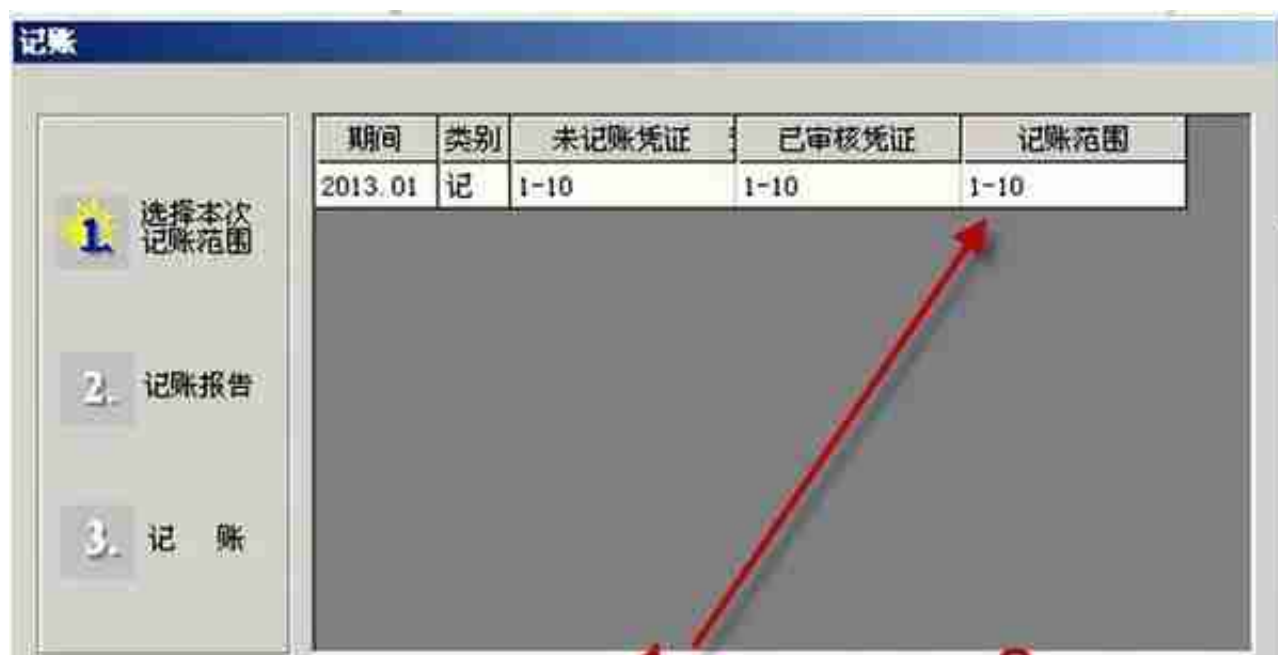 记账
期间 类别 未记账凭证 已审核凭证 记账范围
2013.01 记 1-10 1-10 1-10
1. 选择本次
记账范围
2. 记账报告
3. 记 账